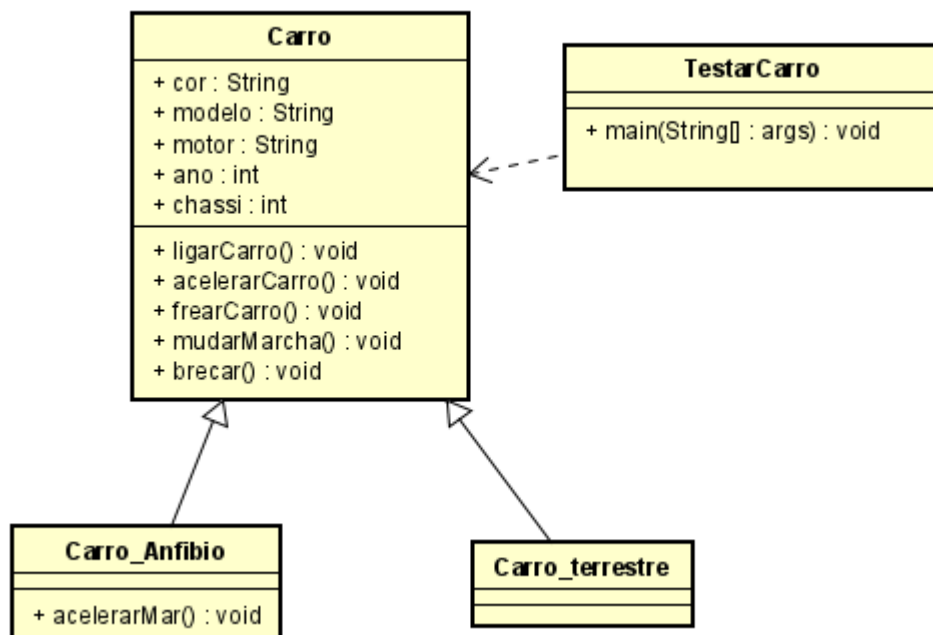 Carro
+ cor : String
+ modelo : String
+ motor : String
+ ano : int
+ chassi : int
+ ligarCarro() : void
+ acelerarCarro() : void
+ frearCarro() : void
+ mudarMarcha() : void
+ brecar() : void
TestarCarro
+ main(String[] : args) : void
Carro_Anfibio
+ acelerarMar() : void
Carro_terrestre